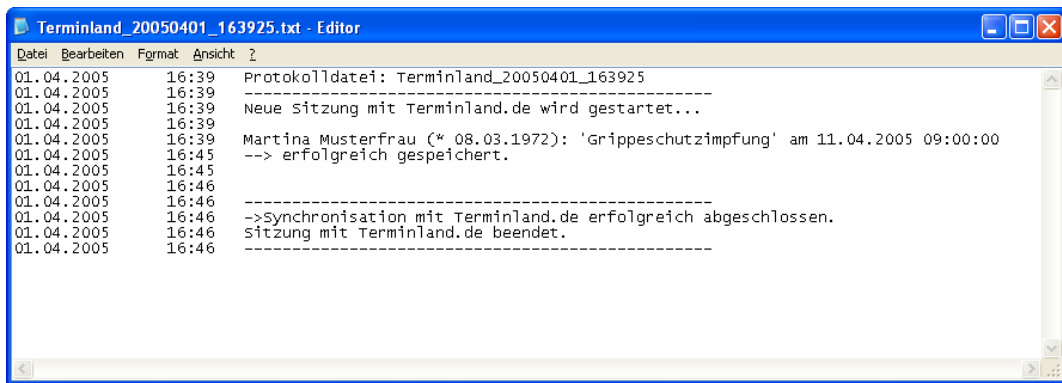 Terminland_20050401_163925.txt - Editor
Datei Bearbeiten Format Ansicht ?
01.04.2005 16:39 Protokolldatei: Terminland_20050401_163925
01.04.2005 16:39 -------------------------------------------------
01.04.2005 16:39 Neue Sitzung mit Terminland.de wird gestartet...
01.04.2005 16:39
01.04.2005 16:39 Martina Musterfrau (* 08.03.1972): 'Grippeschutzimpfung' am 11.04.2005 09:00:00
01.04.2005 16:45 --> erfolgreich gespeichert.
01.04.2005 16:45
01.04.2005 16:46
01.04.2005 16:46 -------------------------------------------------
01.04.2005 16:46 ->Synchronisation mit Terminland.de erfolgreich abgeschlossen.
01.04.2005 16:46 Sitzung mit Terminland.de beendet.
01.04.2005 16:46 -------------------------------------------------